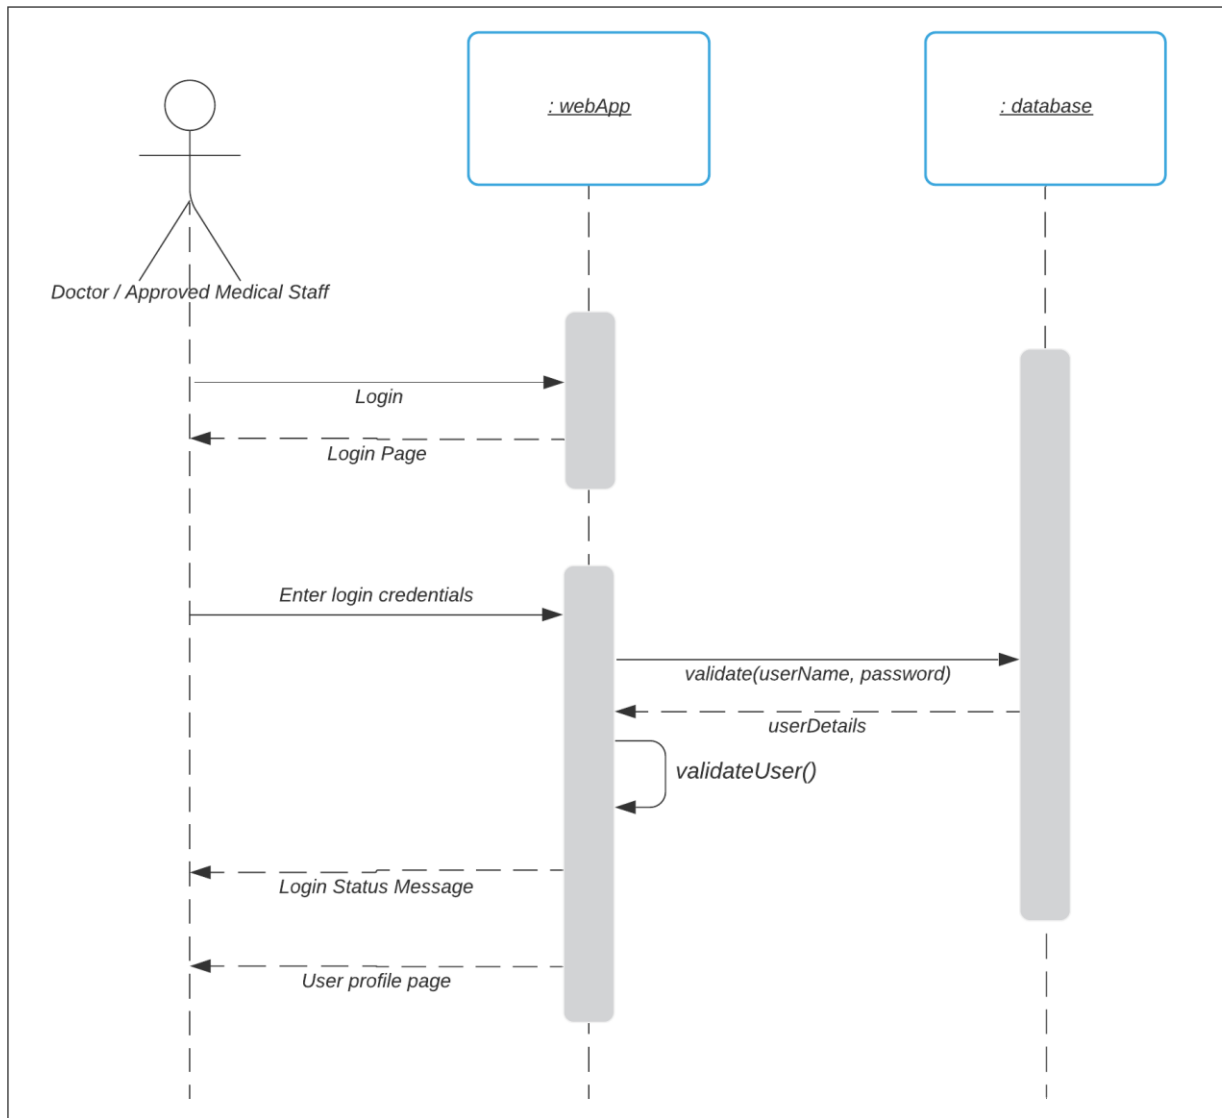 : webApp
: database
Doctor / Approved Medical Staff
Login
Login Page
Enter login credentials
validate(userName, password)
userDetails
validateUser()
Login Status Message
User profile page